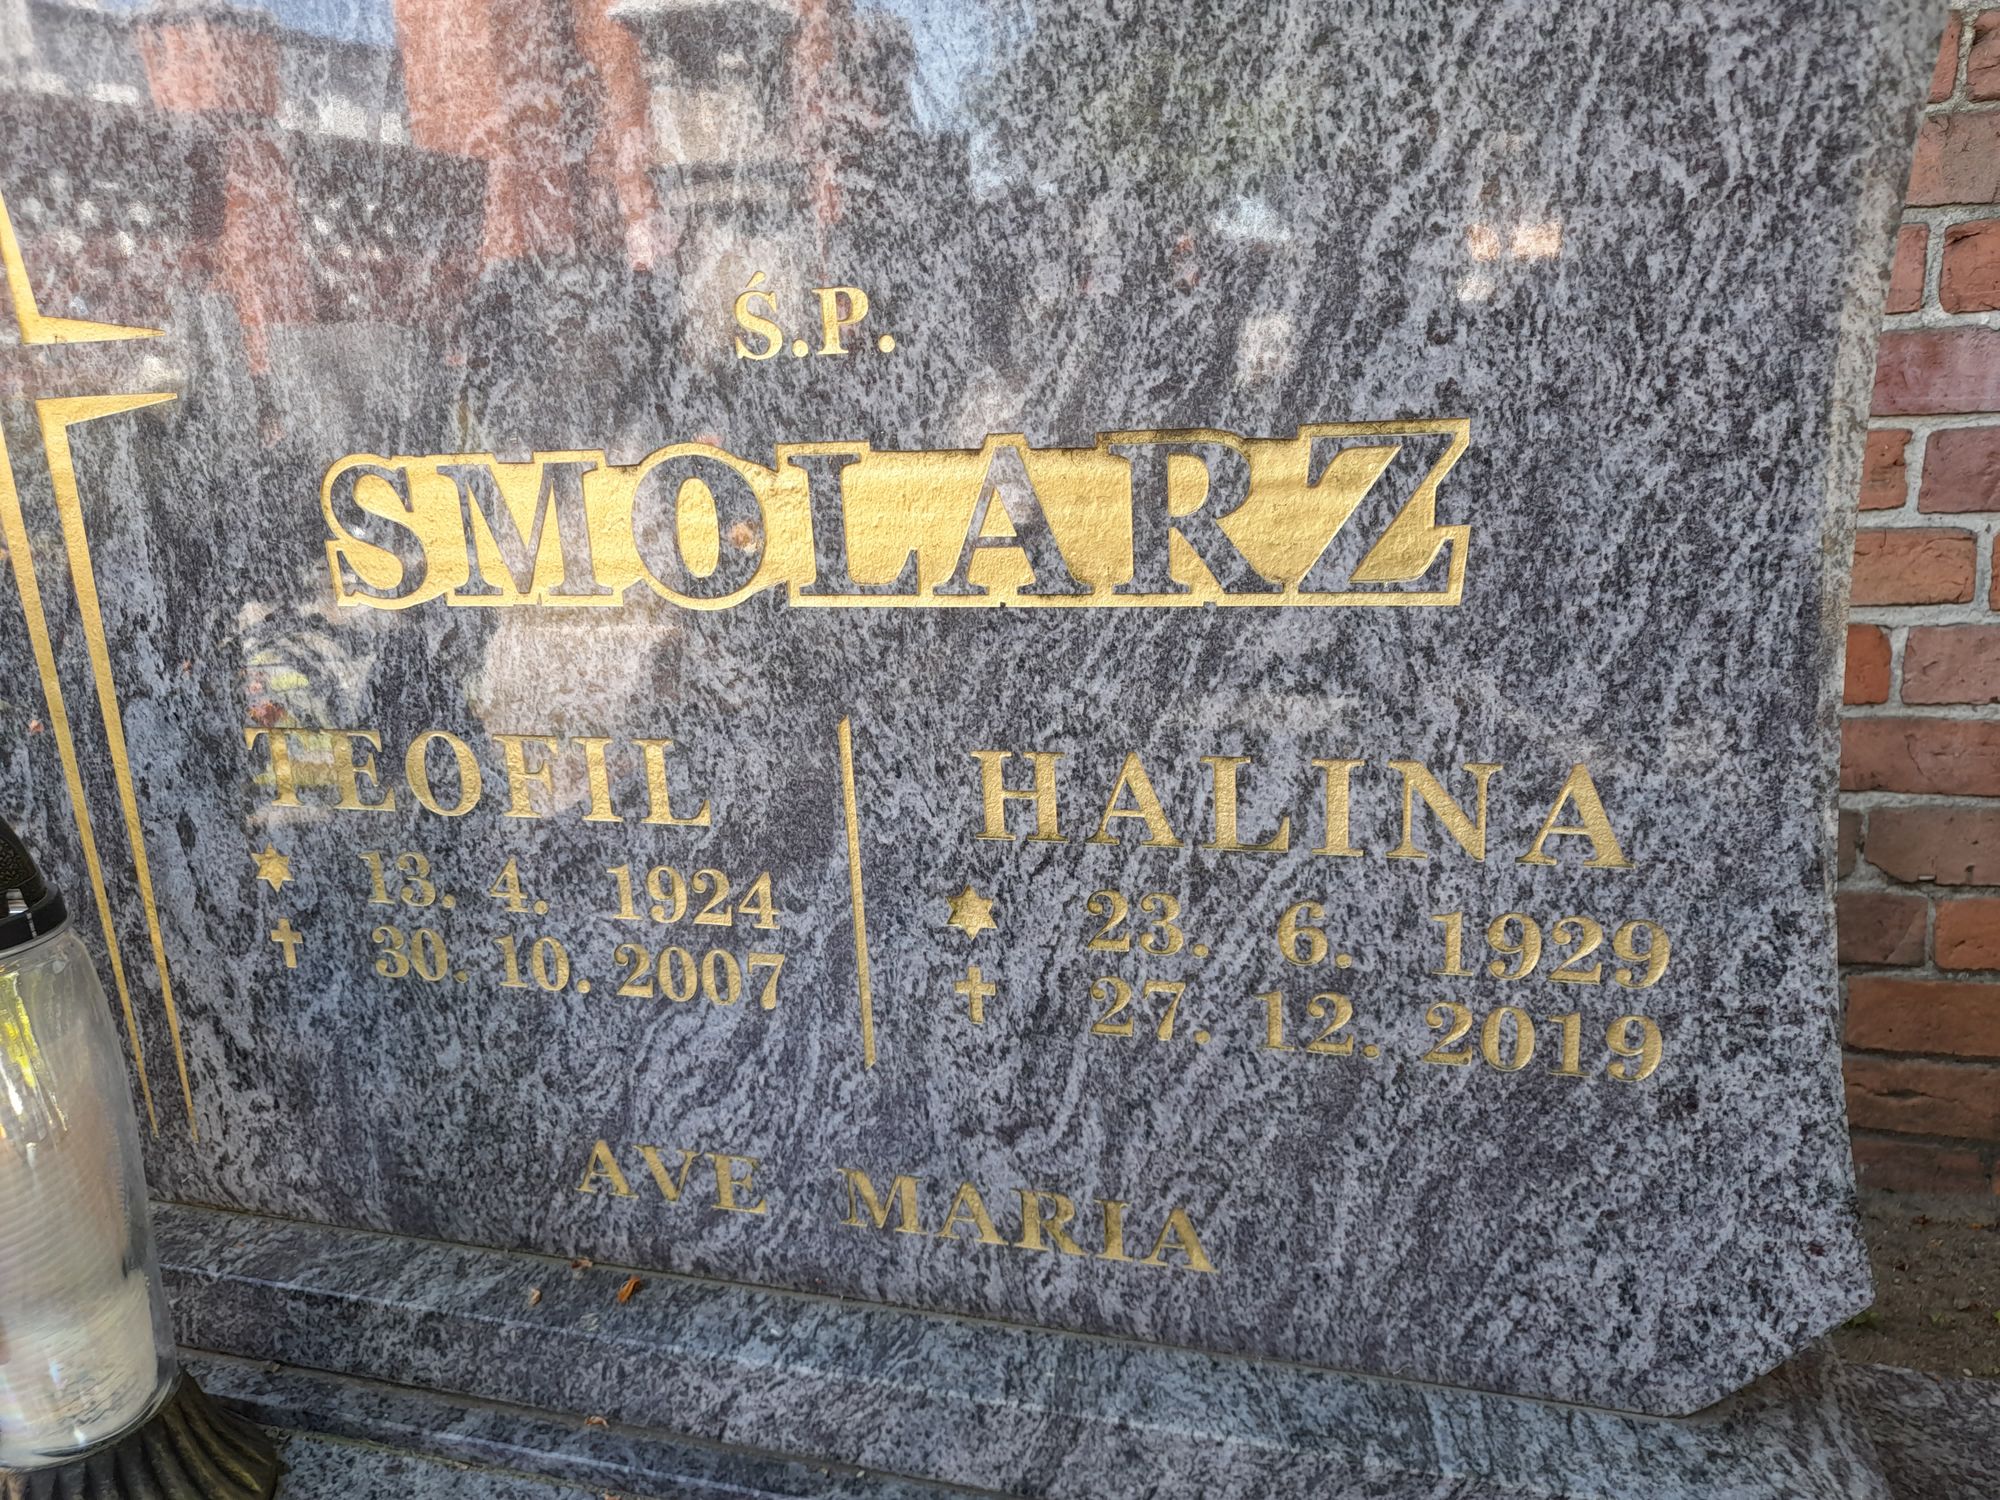 Ś.P.
SMOLARZ
TEOFIL
✶ 13. 4. 1924
✝ 30. 10. 2007
HALINA
✶ 23. 6. 1929
✝ 27. 12. 2019
AVE MARIA